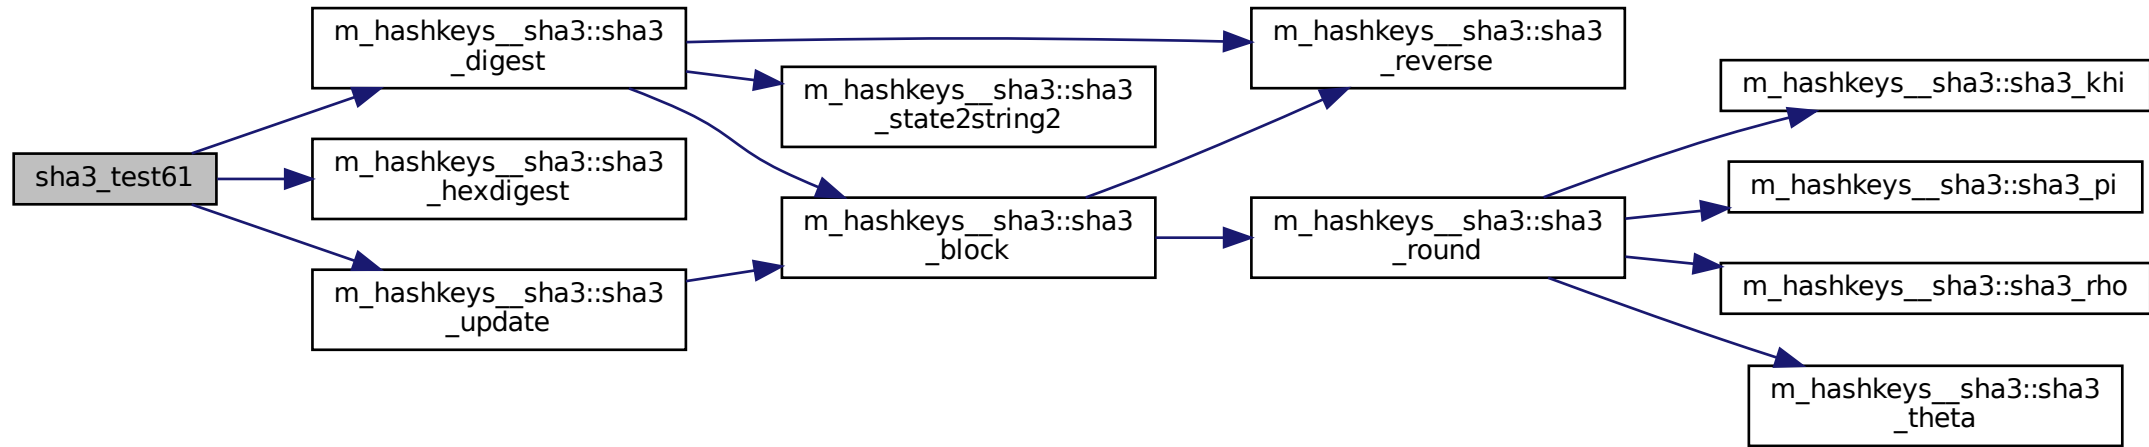 sha3_test61
m_hashkeys__sha3::sha3
_digest
m_hashkeys__sha3::sha3
_hexdigest
m_hashkeys__sha3::sha3
_update
m_hashkeys__sha3::sha3
_reverse
m_hashkeys__sha3::sha3
_state2string2
m_hashkeys__sha3::sha3
_block
m_hashkeys__sha3::sha3
_round
m_hashkeys__sha3::sha3_khi
m_hashkeys__sha3::sha3_pi
m_hashkeys__sha3::sha3_rho
m_hashkeys__sha3::sha3
_theta